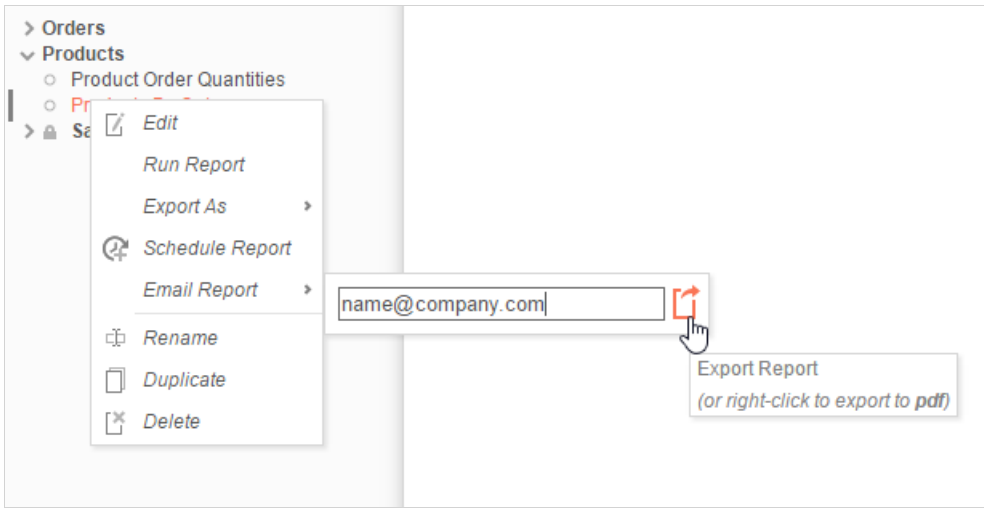 Orders
Products
Product Order Quantities
Edit
Run Report
Export As
Schedule Report
Email Report
name@company.com
Rename
Export Report
Duplicate
(or right-click to export to pdf)
Delete